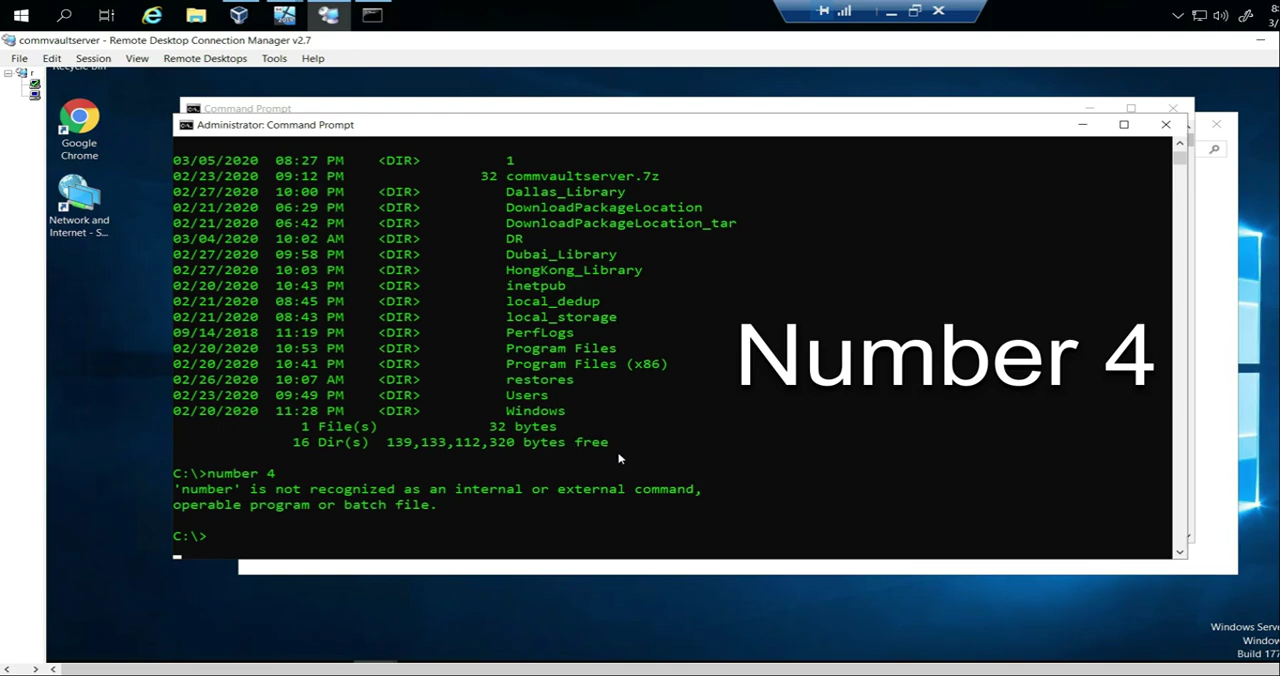 8:
3/
commvaultserver - Remote Desktop Connection Manager v2.7
File Edit Session View Remote Desktops Tools Help
r
Recycle Bin
Google
Chrome
Network and
Internet - S...
Command Prompt
Administrator: Command Prompt
03/05/2020 08:27 PM <DIR> 1
02/23/2020 09:12 PM 32 commvaultserver.7z
02/27/2020 10:00 PM <DIR> Dallas_Library
02/21/2020 06:29 PM <DIR> DownloadPackageLocation
02/21/2020 06:42 PM <DIR> DownloadPackageLocation_tar
03/04/2020 10:02 AM <DIR> DR
02/27/2020 09:58 PM <DIR> Dubai_Library
02/27/2020 10:03 PM <DIR> HongKong_Library
02/20/2020 10:43 PM <DIR> inetpub
02/21/2020 08:45 PM <DIR> local_dedup
02/21/2020 08:43 PM <DIR> local_storage
09/14/2018 11:19 PM <DIR> PerfLogs
02/20/2020 10:53 PM <DIR> Program Files
02/20/2020 10:41 PM <DIR> Program Files (x86)
02/26/2020 10:07 AM <DIR> restores
02/23/2020 09:49 PM <DIR> Users
02/20/2020 11:28 PM <DIR> Windows
1 File(s) 32 bytes
16 Dir(s) 139,133,112,320 bytes free
C:\>number 4
'number' is not recognized as an internal or external command,
operable program or batch file.
C:\>
Number 4
Windows Serve
Window
Build 177